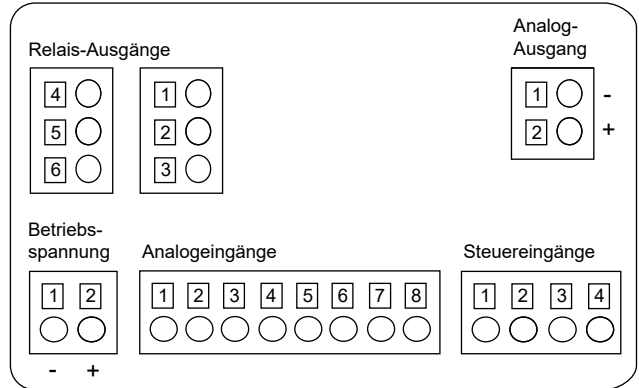 Relais-Ausgänge
Analog-
Ausgang
4
1
1 -
5
2
2 +
6
3
Betriebs-
spannung
Analogeingänge
Steuereingänge
1 2
1 2 3 4 5 6 7 8
1 2 3 4
- +